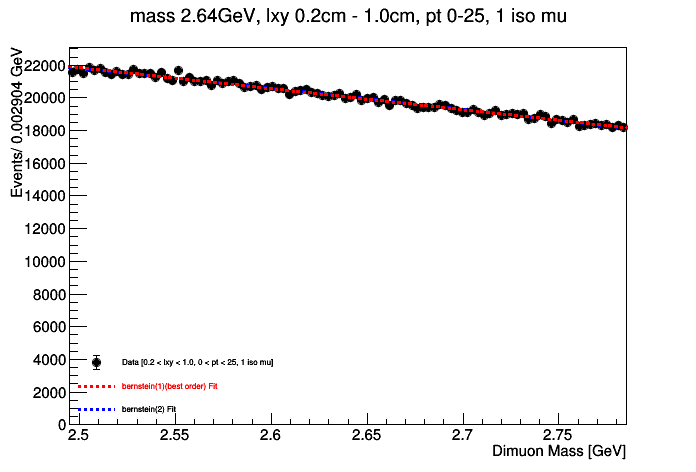 mass 2.64GeV, lxy 0.2cm - 1.0cm, pt 0-25, 1 iso mu
Events/ 0.002904 GeV
22000
20000
18000
16000
14000
12000
10000
8000
6000
4000
2000
0
Data [0.2 < lxy < 1.0, 0 < pt < 25, 1 iso mu]
bernstein(1)(best order) Fit
bernstein(2) Fit
2.5 2.55 2.6 2.65 2.7 2.75
Dimuon Mass [GeV]